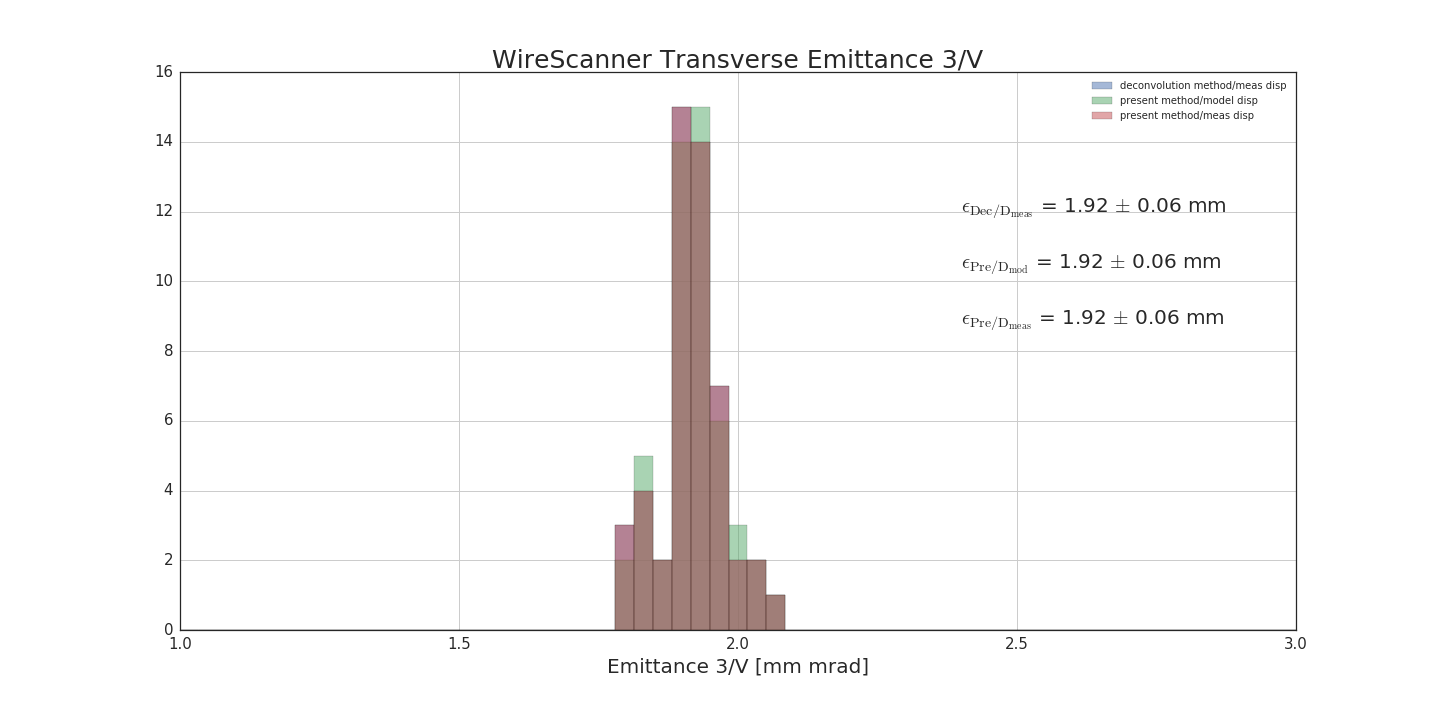 WireScanner Transverse Emittance 3/V
16
14
12
10
8
6
4
2
0
deconvolution method/meas disp
present method/model disp
present method/meas disp
ϵDec/Dmeas = 1.92 ± 0.06 mm
ϵPre/Dmod = 1.92 ± 0.06 mm
ϵPre/Dmeas = 1.92 ± 0.06 mm
1.0 1.5 2.0 2.5 3.0
Emittance 3/V [mm mrad]